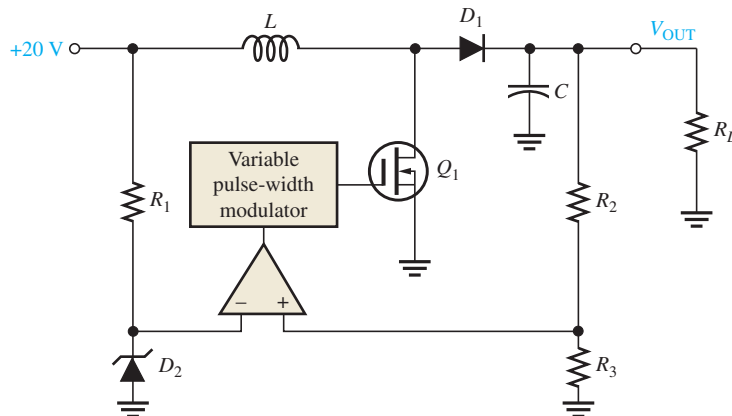 L
D1
+20 V
VOUT
C
Variable
pulse-width
modulator
Q1
RL
R1
R2
– +
D2
R3